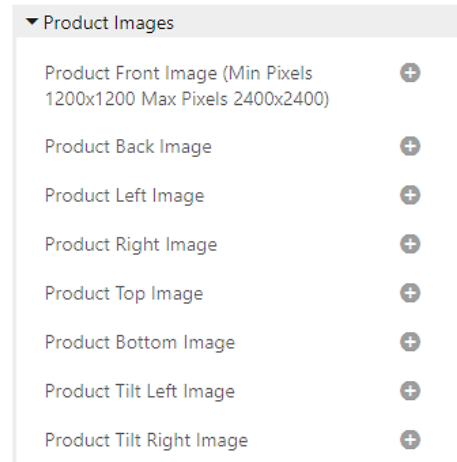 Product Images
Product Front Image (Min Pixels
1200x1200 Max Pixels 2400x2400)
Product Back Image
Product Left Image
Product Right Image
Product Top Image
Product Bottom Image
Product Tilt Left Image
Product Tilt Right Image